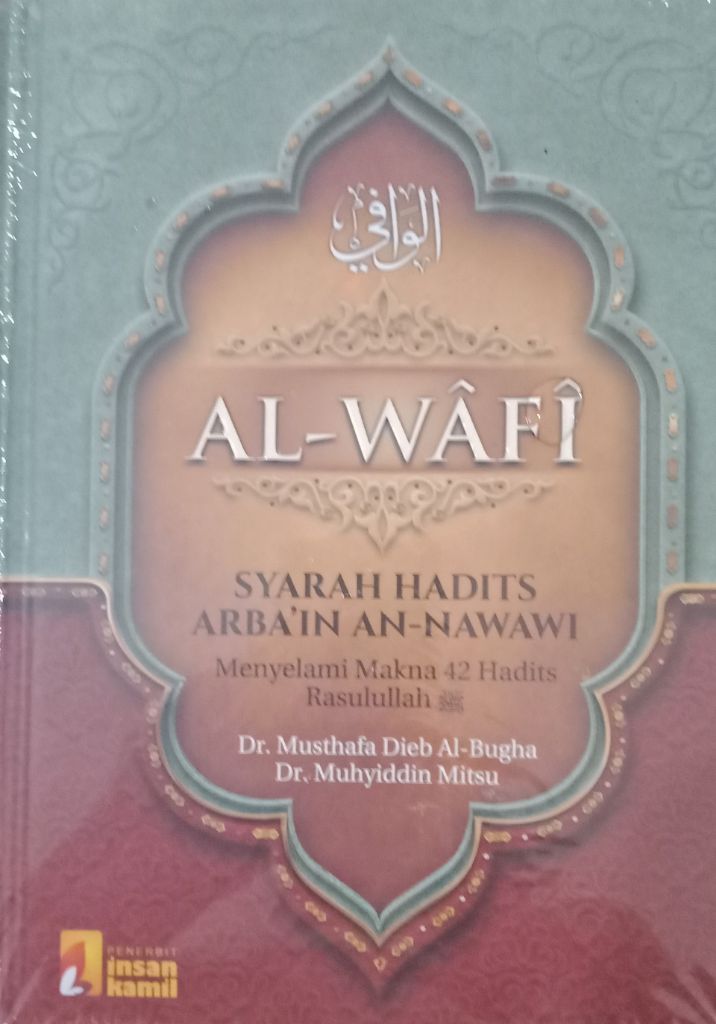 الوافي
AL-WÂFÎ
SYARAH HADITS
ARBA'IN AN-NAWAWI
Menyelami Makna 42 Hadits
Rasulullah ﷺ
Dr. Musthafa Dieb Al-Bugha
Dr. Muhyiddin Mitsu
PENERBIT
insan
kamil